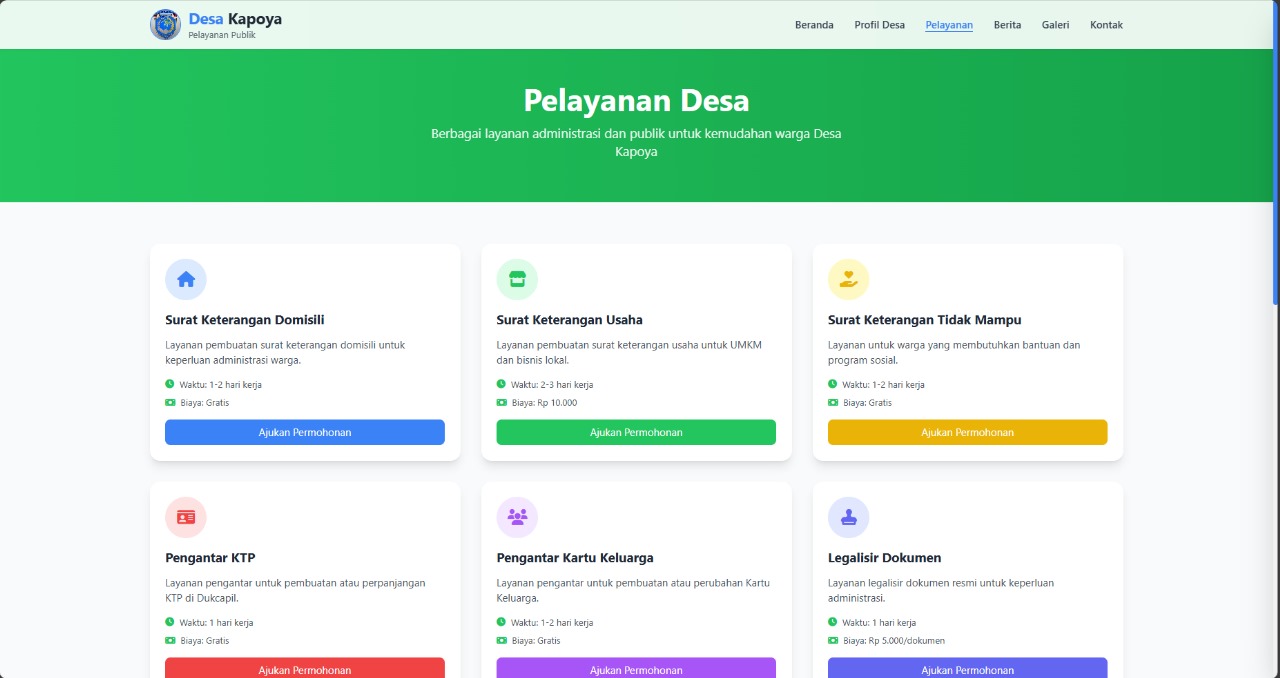 Desa Kapoya
Pelayanan Publik
Beranda
Profil Desa
Pelayanan
Berita
Galeri
Kontak
Pelayanan Desa
Berbagai layanan administrasi dan publik untuk kemudahan warga Desa
Kapoya
Surat Keterangan Domisili
Layanan pembuatan surat keterangan domisili untuk
keperluan administrasi warga.
Waktu: 1-2 hari kerja
Biaya: Gratis
Ajukan Permohonan
Surat Keterangan Usaha
Layanan pembuatan surat keterangan usaha untuk UMKM
dan bisnis lokal.
Waktu: 2-3 hari kerja
Biaya: Rp 10.000
Ajukan Permohonan
Surat Keterangan Tidak Mampu
Layanan untuk warga yang membutuhkan bantuan dan
program sosial.
Waktu: 1-2 hari kerja
Biaya: Gratis
Ajukan Permohonan
Pengantar KTP
Layanan pengantar untuk pembuatan atau perpanjangan
KTP di Dukcapil.
Waktu: 1 hari kerja
Biaya: Gratis
Ajukan Permohonan
Pengantar Kartu Keluarga
Layanan pengantar untuk pembuatan atau perubahan Kartu
Keluarga.
Waktu: 1-2 hari kerja
Biaya: Gratis
Ajukan Permohonan
Legalisir Dokumen
Layanan legalisir dokumen resmi untuk keperluan
administrasi.
Waktu: 1 hari kerja
Biaya: Rp 5.000/dokumen
Ajukan Permohonan